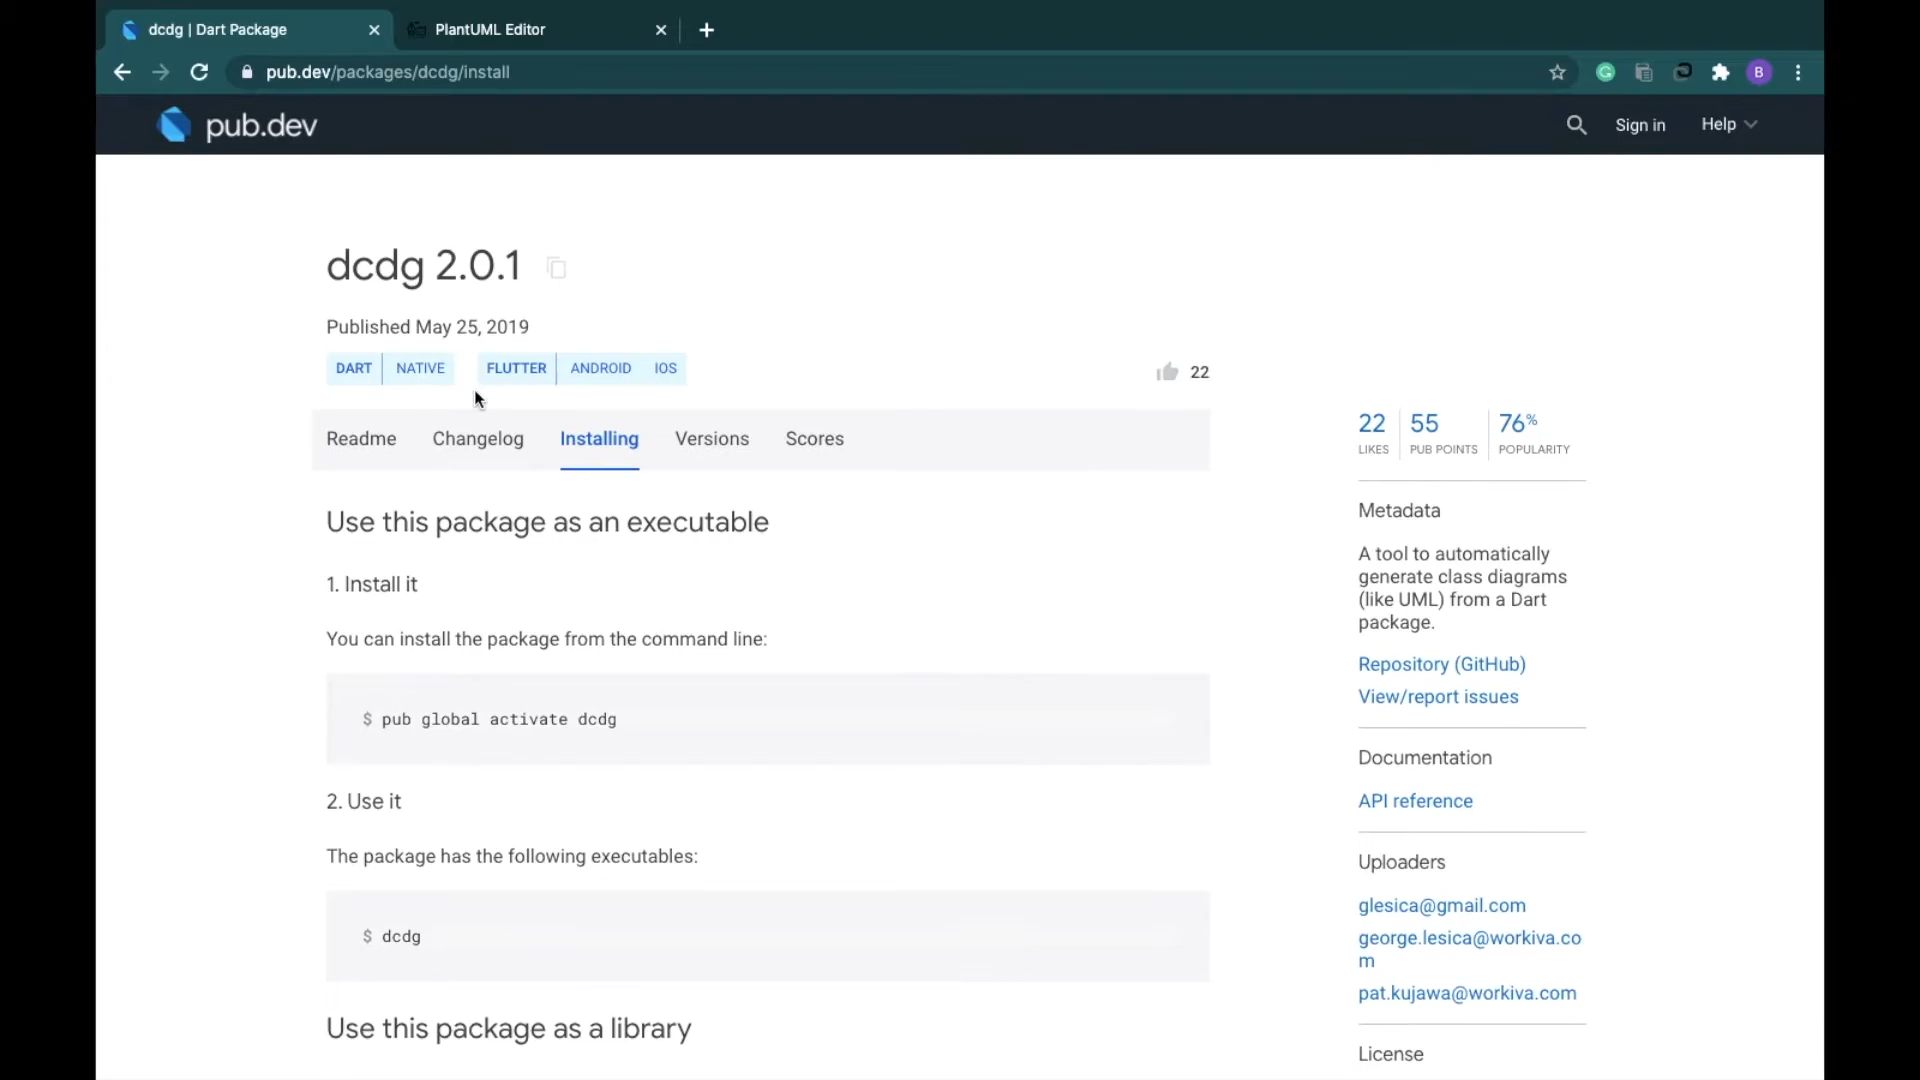 dcdg | Dart Package
PlantUML Editor
pub.dev/packages/dcdg/install
B
pub.dev
Sign in
Help
dcdg 2.0.1
Published May 25, 2019
DART NATIVE FLUTTER ANDROID IOS
22
Readme Changelog Installing Versions Scores
Use this package as an executable
1. Install it
You can install the package from the command line:
$ pub global activate dcdg
2. Use it
The package has the following executables:
$ dcdg
Use this package as a library
22 55 76%
LIKES PUB POINTS POPULARITY
Metadata
A tool to automatically
generate class diagrams
(like UML) from a Dart
package.
Repository (GitHub)
View/report issues
Documentation
API reference
Uploaders
glesica@gmail.com
george.lesica@workiva.co
m
pat.kujawa@workiva.com
License